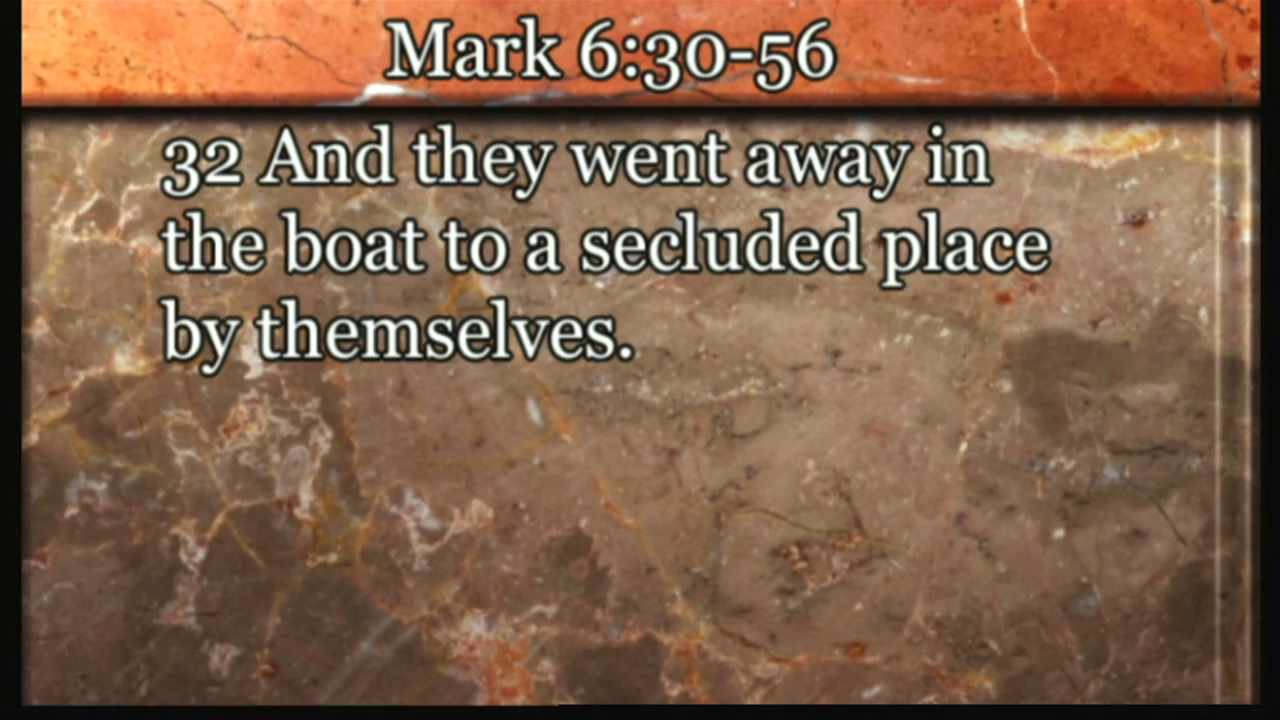 Mark 6:30-56
32 And they went away in
the boat to a secluded place
by themselves.